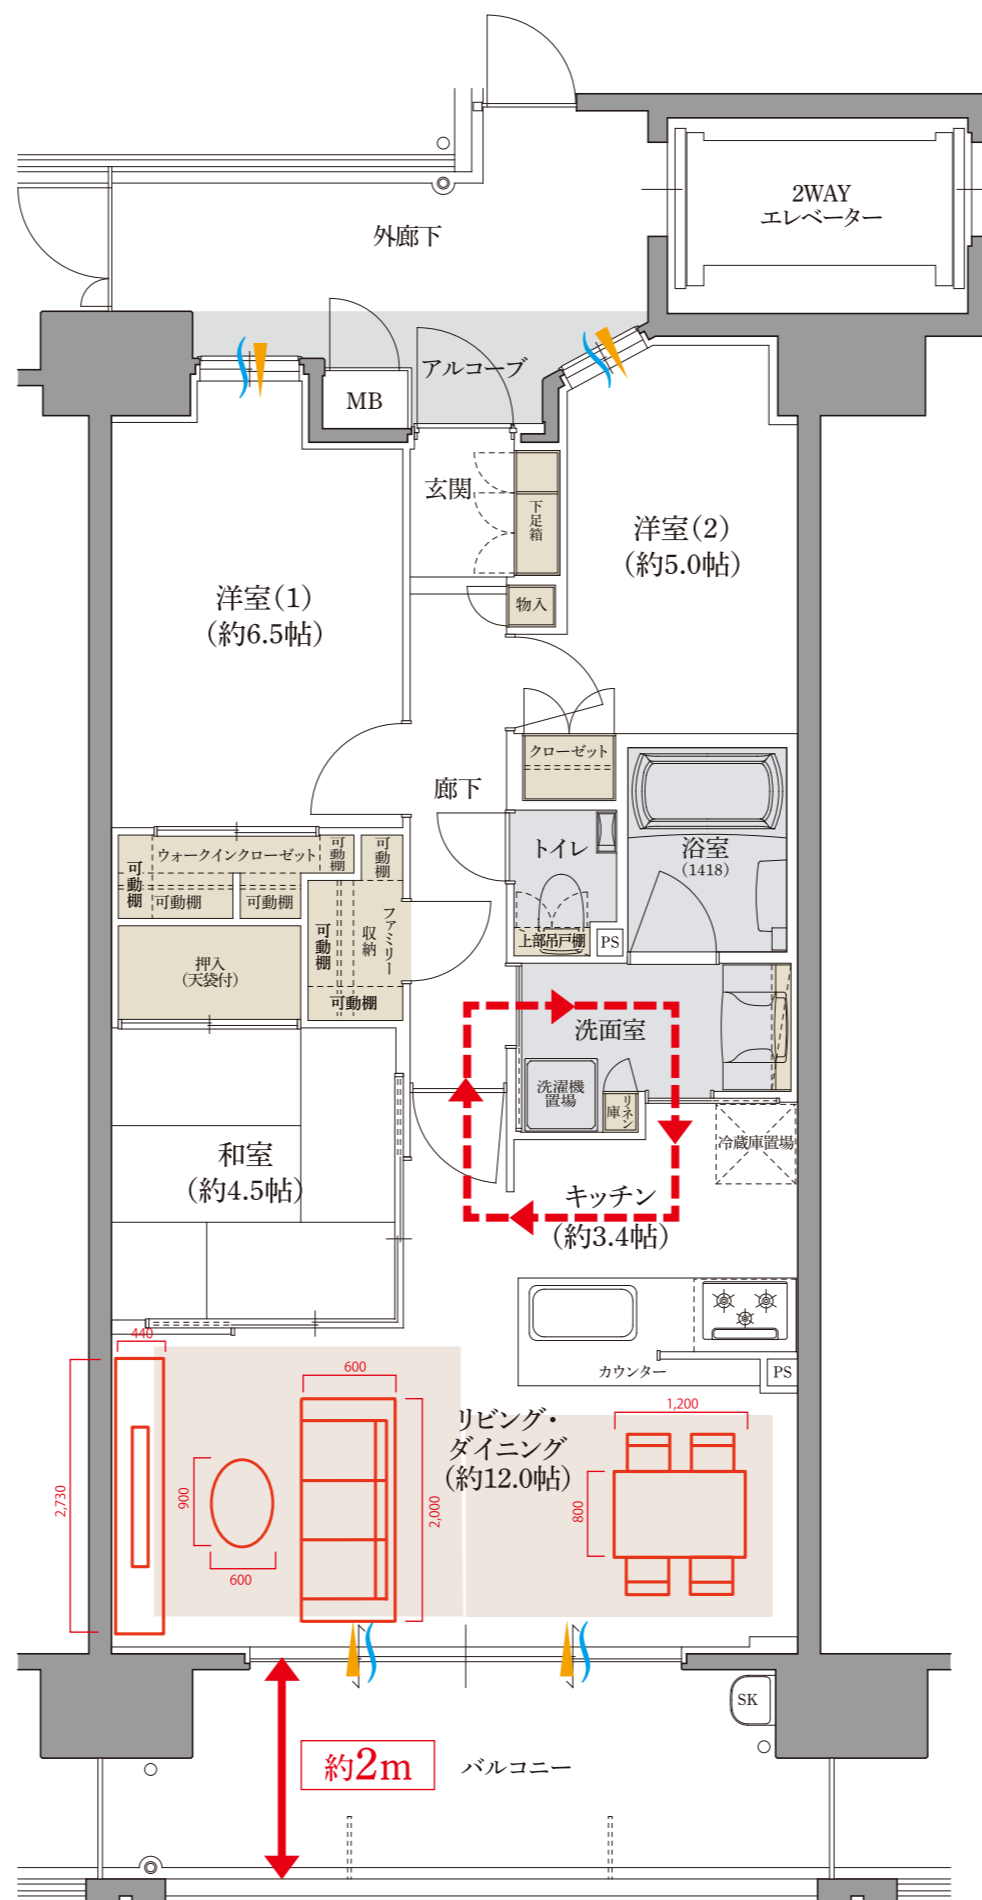 2WAY
エレベーター
外廊下
アルコーブ
MB
玄関
下足箱
洋室(2)
(約5.0帖)
物入
洋室(1)
(約6.5帖)
クローゼット
廊下
トイレ
浴室
(1418)
ウォークインクローゼット
可動棚
可動棚
可動棚
可動棚
可動棚
ファミリー
収納
可動棚
可動棚
上部吊戸棚
PS
押入
(天袋付)
洗面室
洗濯機
置場
リネン
庫
冷蔵庫置場
和室
(約4.5帖)
キッチン
(約3.4帖)
440
600
カウンター
PS
リビング・
ダイニング
(約12.0帖)
1,200
2,730
900
600
2,000
800
SK
約2m
バルコニー